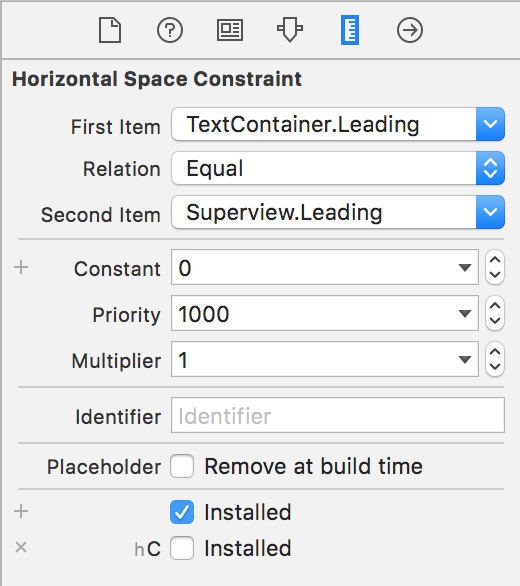 Horizontal Space Constraint
First Item TextContainer.Leading
Relation Equal
Second Item Superview.Leading
+ Constant 0
Priority 1000
Multiplier 1
Identifier Identifier
Placeholder Remove at build time
+ Installed
× hC Installed